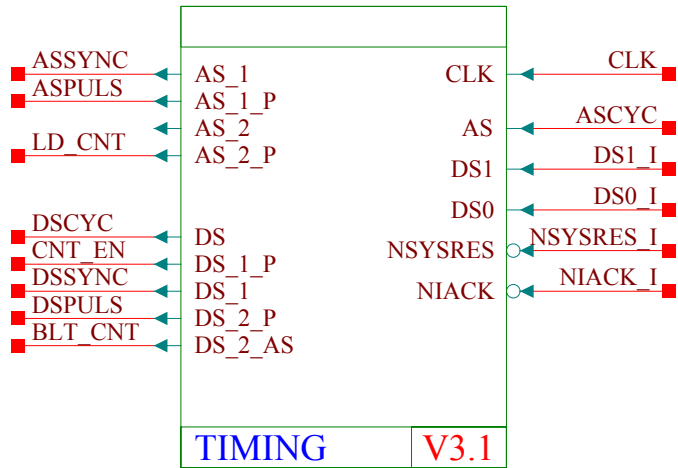 ASSYNC AS_1 CLK CLK
ASPULS AS_1_P
AS_2 AS ASCYC
LD_CNT AS_2_P
DS1 DS1_I
DS0 DS0_I
DSCYC DS
NSYSRES NSYSRES_I
CNT_EN DS_1_P
DSSYNC DS_1 NIACK NIACK_I
DSPULS DS_2_P
BLT_CNT DS_2_AS
TIMING V3.1